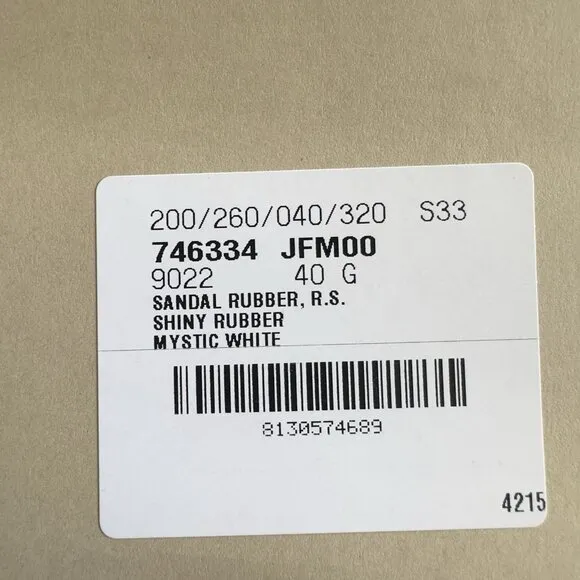 200/260/040/320 S33
746334 JFM00
9022 40 G
SANDAL RUBBER, R.S.
SHINY RUBBER
MYSTIC WHITE
8130574689
4215